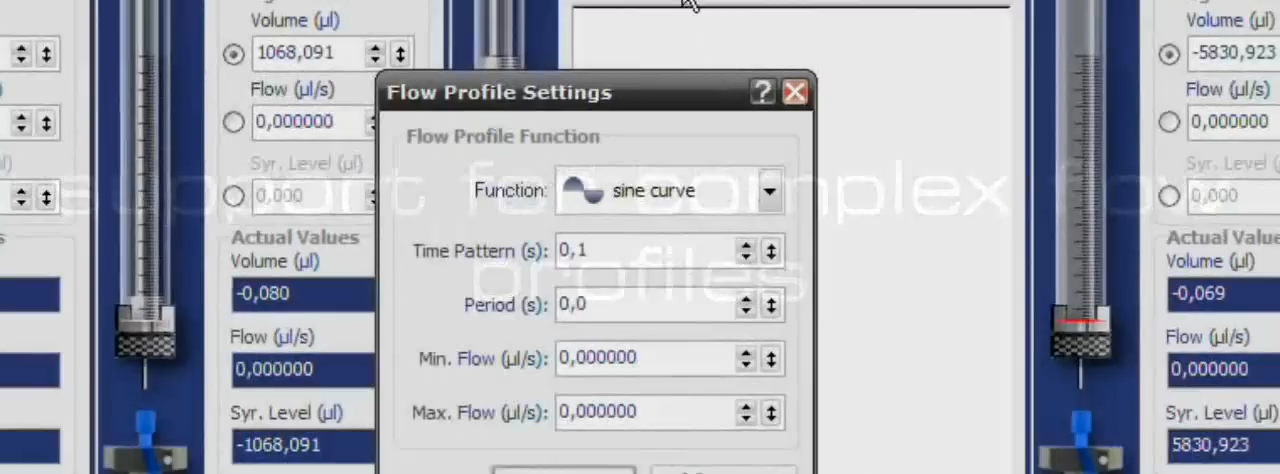 Volume (µl)
1068,091
Flow (µl/s)
0,000000
Syr. Level (µl)
0,000
Actual Values
Volume (µl)
-0,080
Flow (µl/s)
0,000000
Syr. Level (µl)
-1068,091
Flow Profile Settings
Flow Profile Function
Function: sine curve
Time Pattern (s): 0,1
Period (s): 0,0
Min. Flow (µl/s): 0,000000
Max. Flow (µl/s): 0,000000
support for complex flow
profiles
Volume (µl)
-5830,923
Flow (µl/s)
0,000000
Syr. Level (µl)
0,000
Actual Value
Volume (µl)
-0,069
Flow (µl/s)
0,000000
Syr. Level (µl)
5830,923